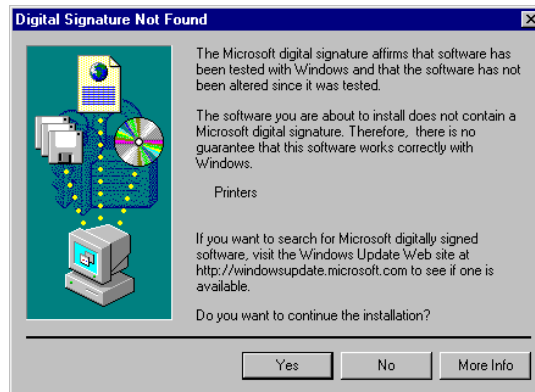 Digital Signature Not Found
The Microsoft digital signature affirms that software has
been tested with Windows and that the software has not
been altered since it was tested.
The software you are about to install does not contain a
Microsoft digital signature. Therefore, there is no
guarantee that this software works correctly with
Windows.
Printers
If you want to search for Microsoft digitally signed
software, visit the Windows Update Web site at
http://windowsupdate.microsoft.com to see if one is
available.
Do you want to continue the installation?
Yes
No
More Info